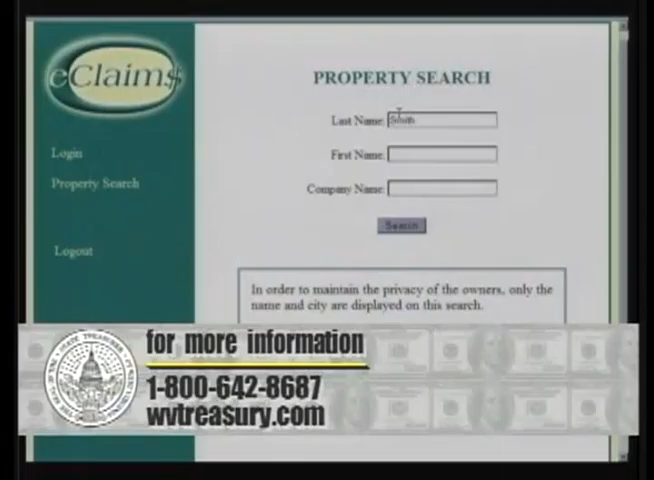 eClaim$
PROPERTY SEARCH
Last Name: Smith
First Name:
Company Name:
Search
Login
Property Search
Logout
In order to maintain the privacy of the owners, only the
name and city are displayed on this search.
for more information
1-800-642-8687
wvtreasury.com